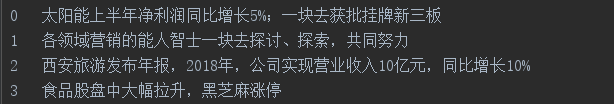 0 太阳能上半年净利润同比增长5%；一块去获批挂牌新三板
1 各领域营销的能人智士一块去探讨、探索，共同努力
2 西安旅游发布年报，2018年，公司实现营业收入10亿元，同比增长10%
3 食品股盘中大幅拉升，黑芝麻涨停